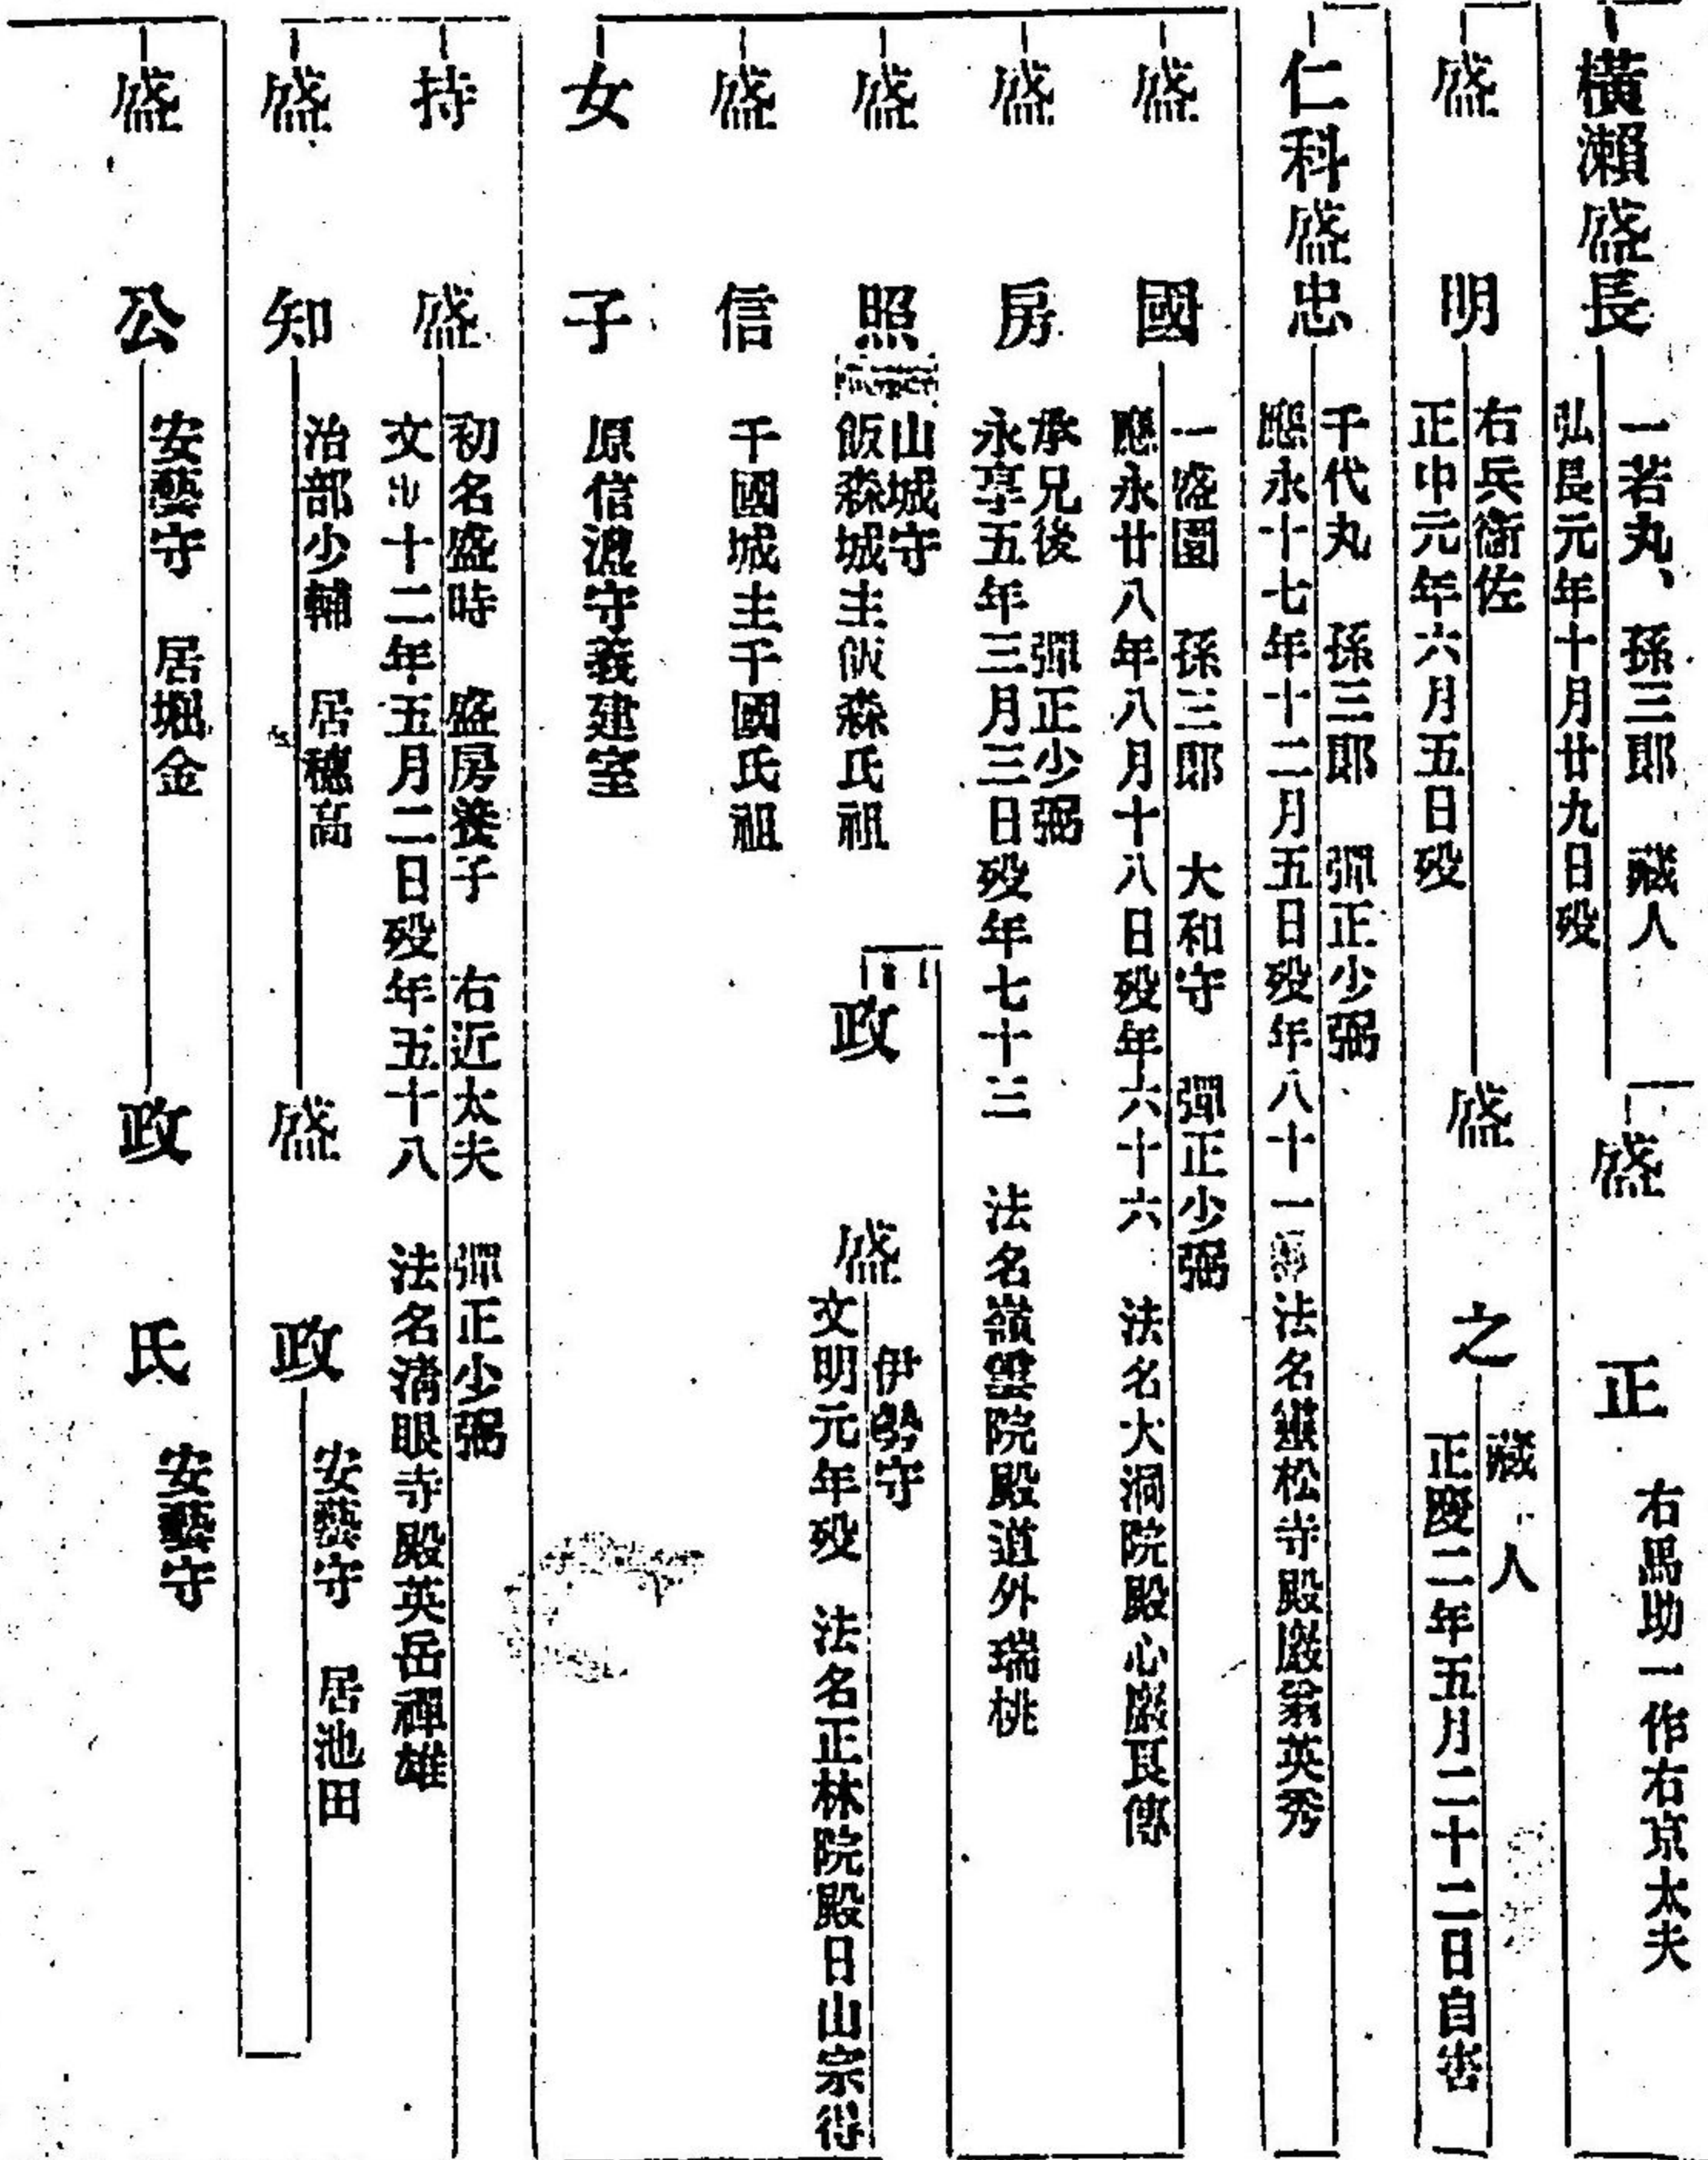 横瀨盛長
一若丸、孫三郎 藏人
弘長元年十月廿九日殁
盛正
右馬助一作右京太夫
盛明
右兵衞佐
正中元年六月五日殁
盛之
藏人
正慶二年五月二十二日自害
仁科盛忠
千代丸 孫三郎 彈正少弼
應永十七年十二月五日殁年八十一 法名 松寺殿巖翁英秀
盛國
一盛園 孫三郎 大和守 彈正少弼
應永廿八年八月十八日殁年六十六 法名大洞院殿心巖良傳
盛房
承兄後 彈正少弼
永享五年三月三日殁年七十三 法名嶺雲院殿道外瑞桃
盛照
山城守
飯森城主飯森氏祖
政盛
伊勢守
文明元年殁 法名正林院殿日山宗得
盛信
千國城主千國氏祖
女子
原信濃守義建室
持盛
初名盛時 盛房養子 右近太夫 彈正少弼
文 十二年五月二日殁年五十八 法名清眼寺殿英岳禪雄
盛知
治部少輔 居穗高
盛政
安藝守 居池田
盛公
安藝守 居堀金
政氏
安藝守